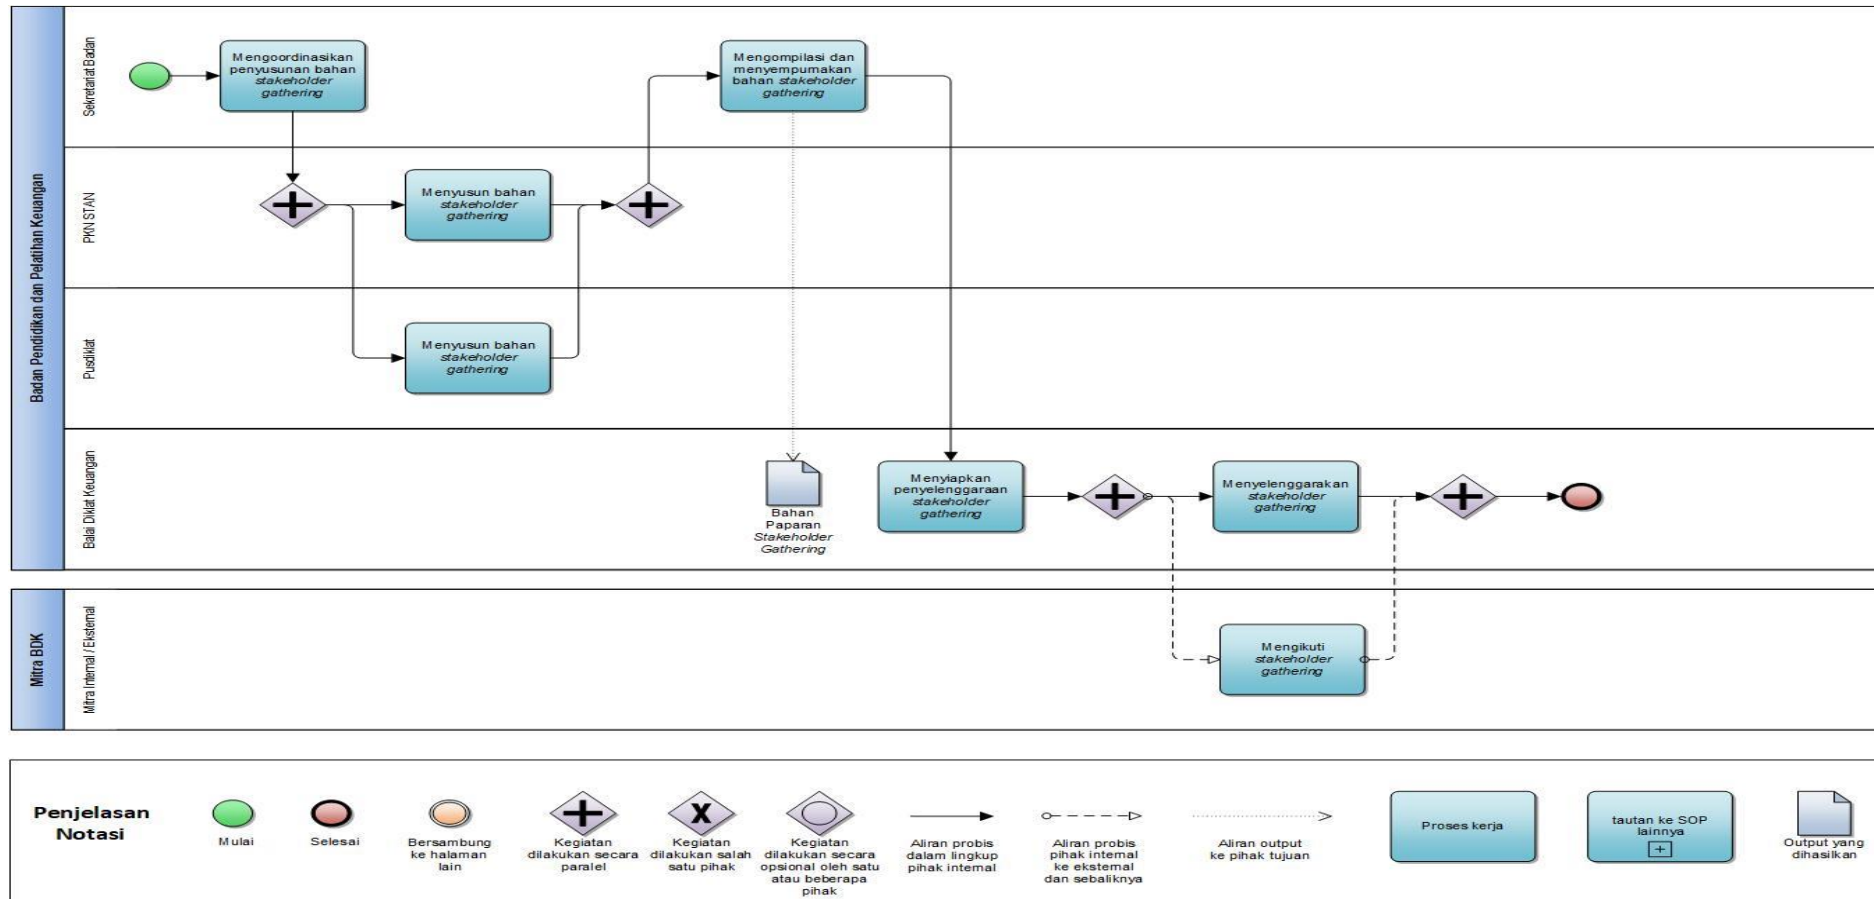 Badan Pendidikan dan Pelatihan Keuangan
Sekretariat Badan
Mengoordinasikan
penyusunan bahan
stakeholder
gathering
Mengompilasi dan
menyempurnakan
bahan stakeholder
gathering
PKN STAN
Menyusun bahan
stakeholder
gathering
Pusdiklat
Menyusun bahan
stakeholder
gathering
Balai Diklat Keuangan
Bahan
Paparan
Stakeholder
Gathering
Menyiapkan
penyelenggaraan
stakeholder
gathering
Menyelenggarakan
stakeholder
gathering
Mitra BDK
Mitra Internal / Eksternal
Mengikuti
stakeholder
gathering
Penjelasan
Notasi
Mulai
Selesai
Bersambung
ke halaman
lain
Kegiatan
dilakukan secara
paralel
Kegiatan
dilakukan salah
satu pihak
Kegiatan
dilakukan secara
opsional oleh satu
atau beberapa
pihak
Aliran probis
dalam lingkup
pihak internal
Aliran probis
pihak internal
ke eksternal
dan sebaliknya
Aliran output
ke pihak tujuan
Proses kerja
tautan ke SOP
lainnya
Output yang
dihasilkan